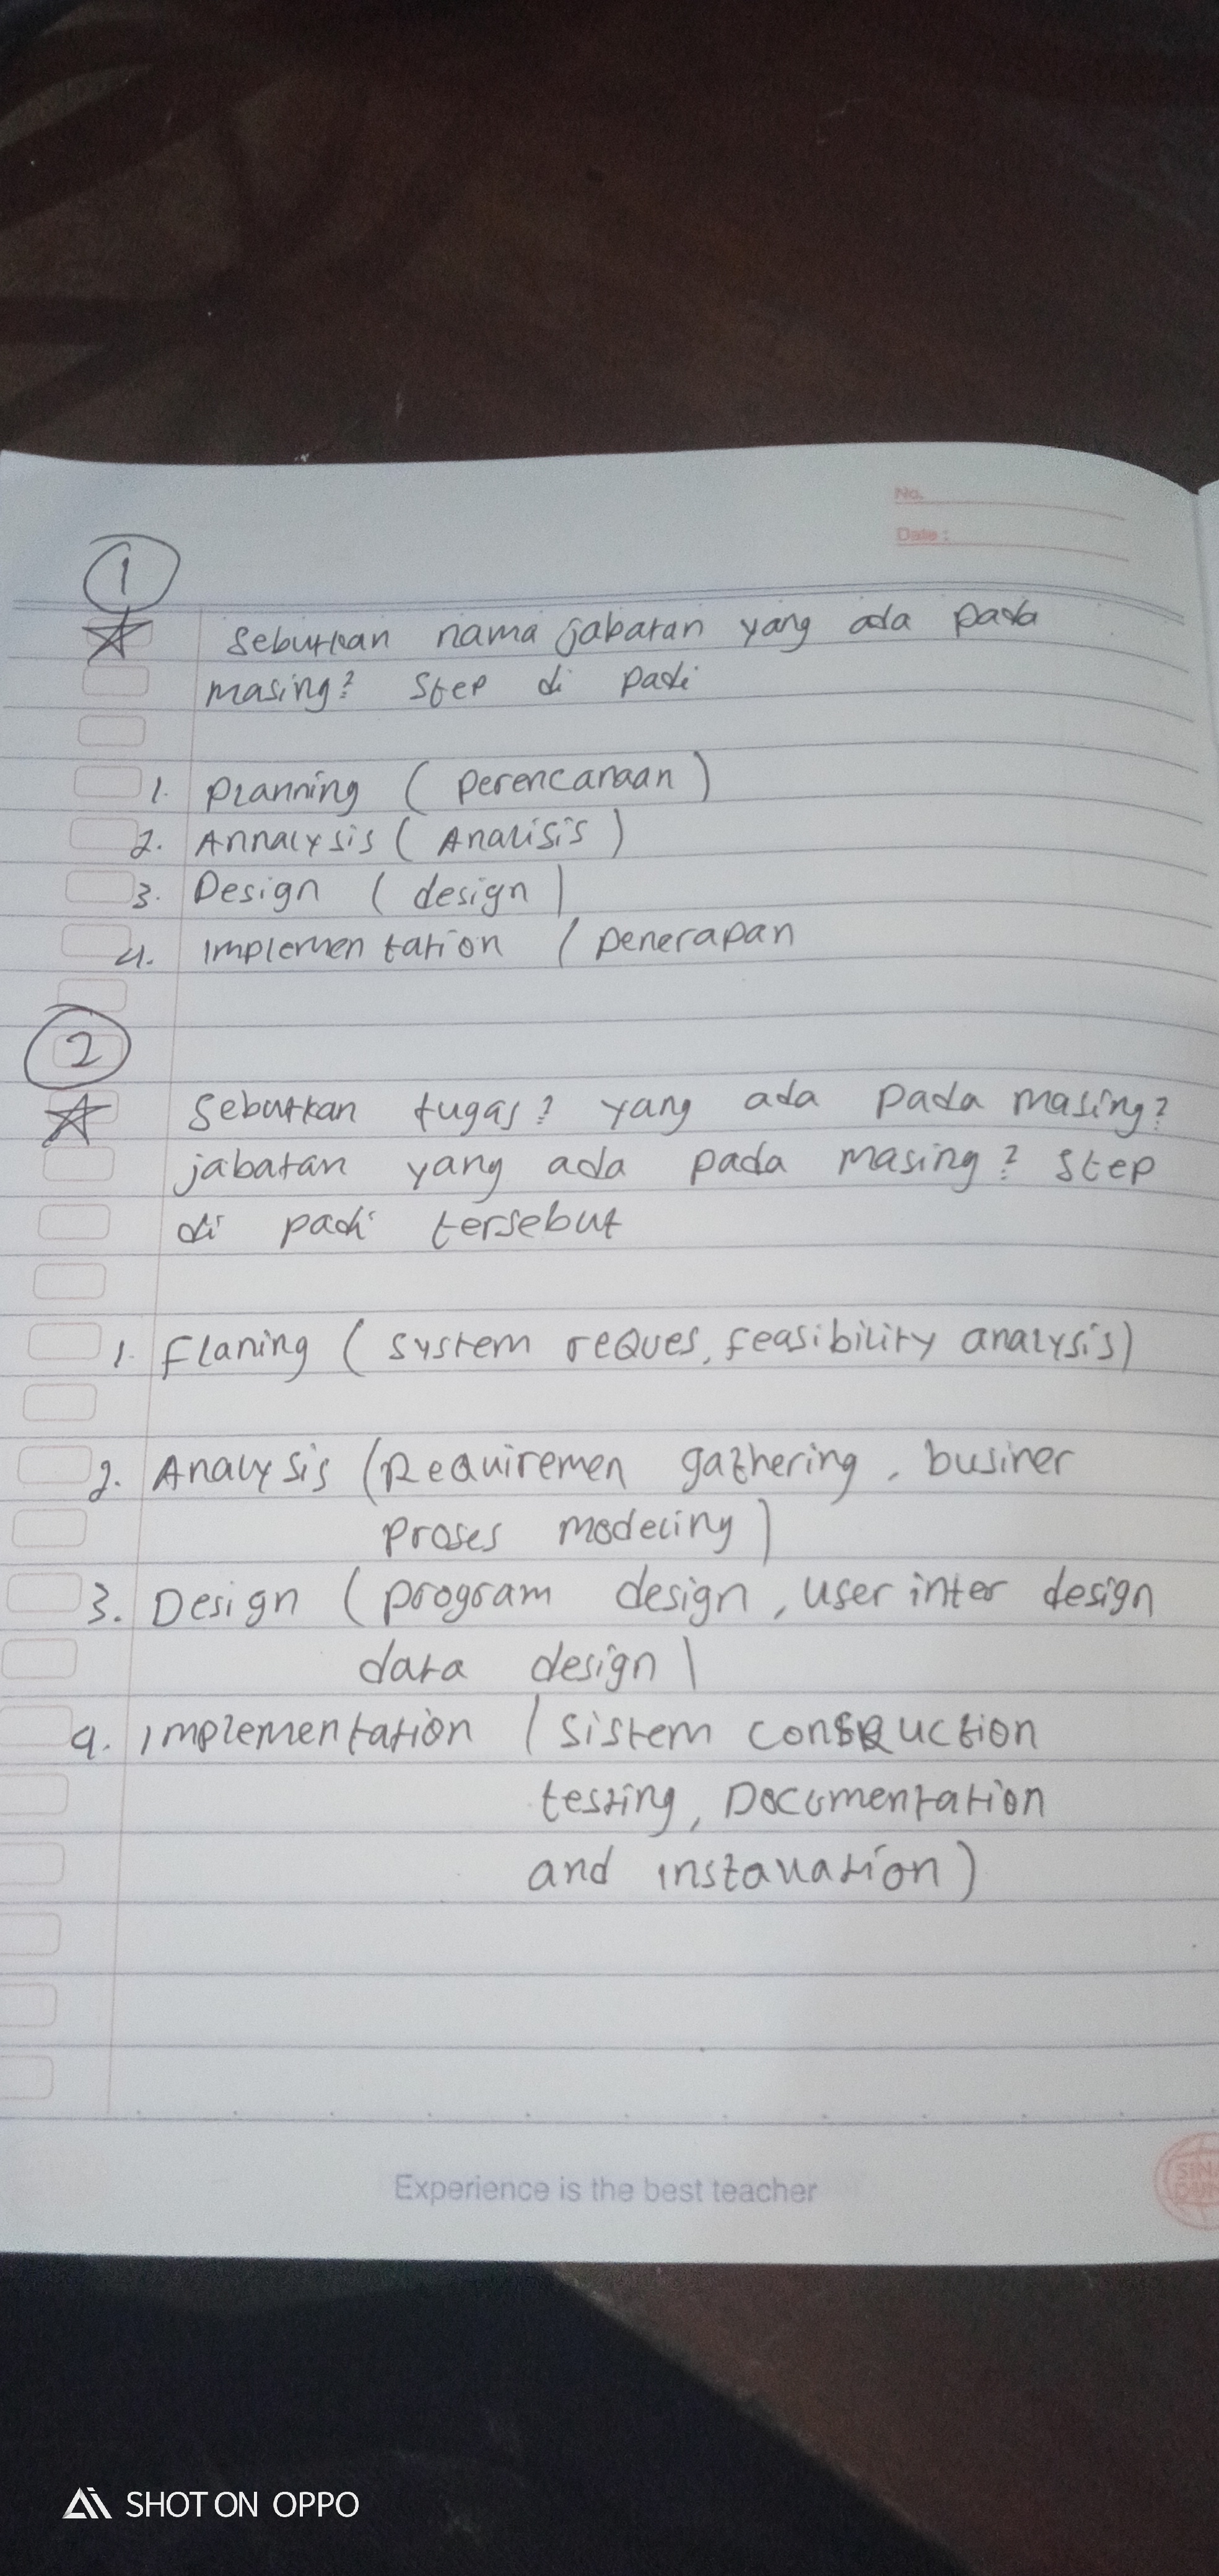 No.
Date :
1
Sebutkan nama jabatan yang ada pada
masing? Step di padi
1. Planning ( perencanaan )
2. Annalysis ( Analisis )
3. Design ( design )
4. Implementation ( penerapan
2
Sebutkan tugas? yang ada pada masing?
jabatan yang ada pada masing? Step
di padi tersebut
1. Flaning ( system reques, feasibility analysis)
2. Analysis (Requiremen gathering, businer
proses modeling )
3. Design ( program design, user inter design
data design )
4. Implementation ( sistem construction
testing, Documentation
and installation )
Experience is the best teacher
SHOT ON OPPO